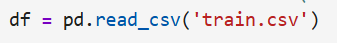 df = pd.read_csv('train.csv')